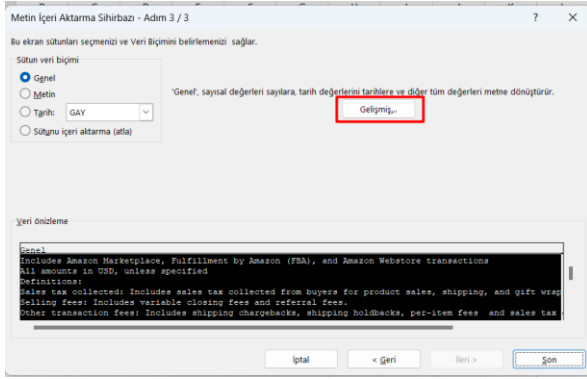 Metin İçeri Aktarma Sihirbazı - Adım 3 / 3
Bu ekran sütunları seçmenizi ve Veri Biçimini belirlemenizi sağlar.
Sütun veri biçimi
Genel
Metin
Tarih: GAY
Sütunu içeri aktarma (atla)
'Genel', sayısal değerleri sayılara, tarih değerlerini tarihlere ve diğer tüm değerleri metne dönüştürür.
Gelişmiş...
Veri önizleme
Genel
Includes Amazon Marketplace, Fulfillment by Amazon (FBA), and Amazon Webstore transactions
All amounts in USD, unless specified
Definitions:
Sales tax collected: Includes sales tax collected from buyers for product sales, shipping, and gift wrap
Selling fees: Includes variable closing fees and referral fees.
Other transaction fees: Includes shipping chargebacks, shipping holdbacks, per-item fees and sales tax
İptal
< Geri
İleri >
Son